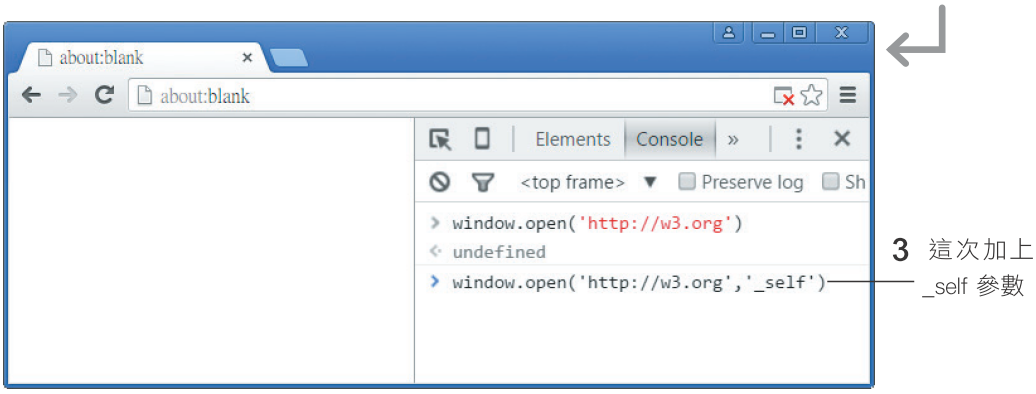 about:blank
about:blank
Elements Console »
<top frame> ▼ Preserve log Sh
> window.open('http://w3.org')
<· undefined
> window.open('http://w3.org','_self')
3 這次加上
_self 參數